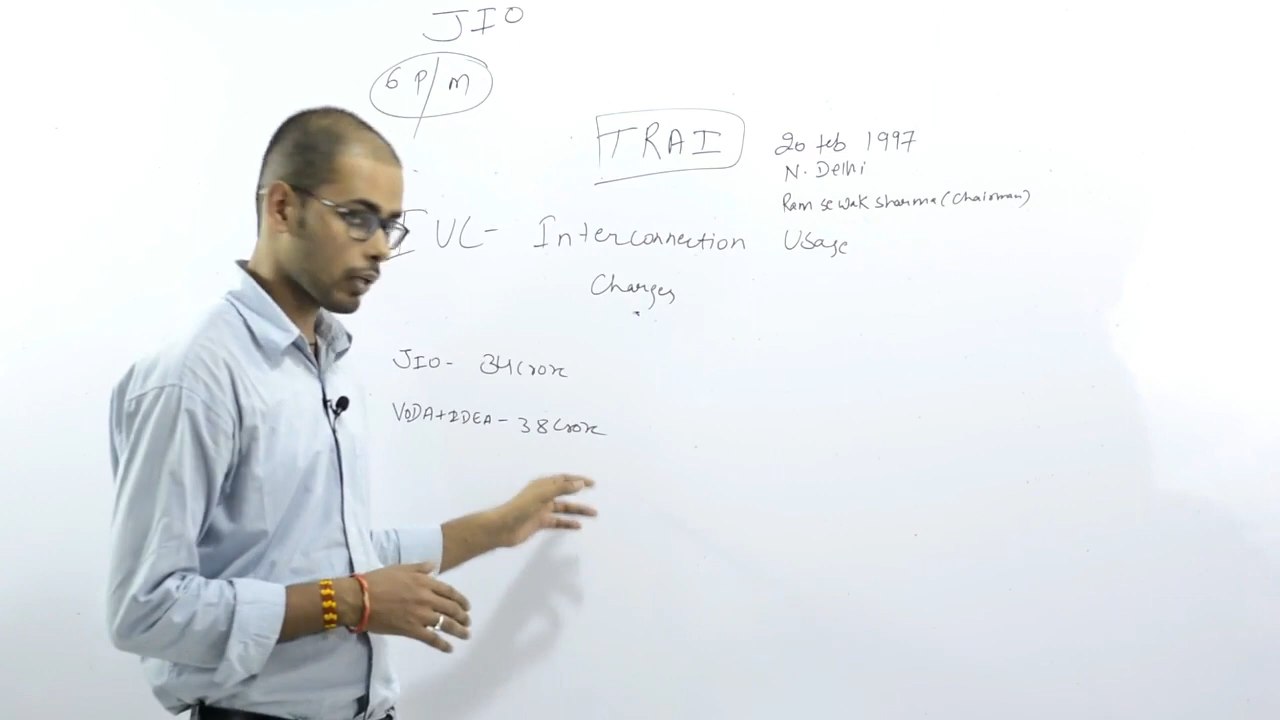 JIO
6 P/m
TRAI
20 feb 1997
N. Delhi
Ram sewak sharma (Chairman)
IUC- Interconnection Usage
Charges
JIO- 34 Crore
VODA+IDEA- 38 Crore